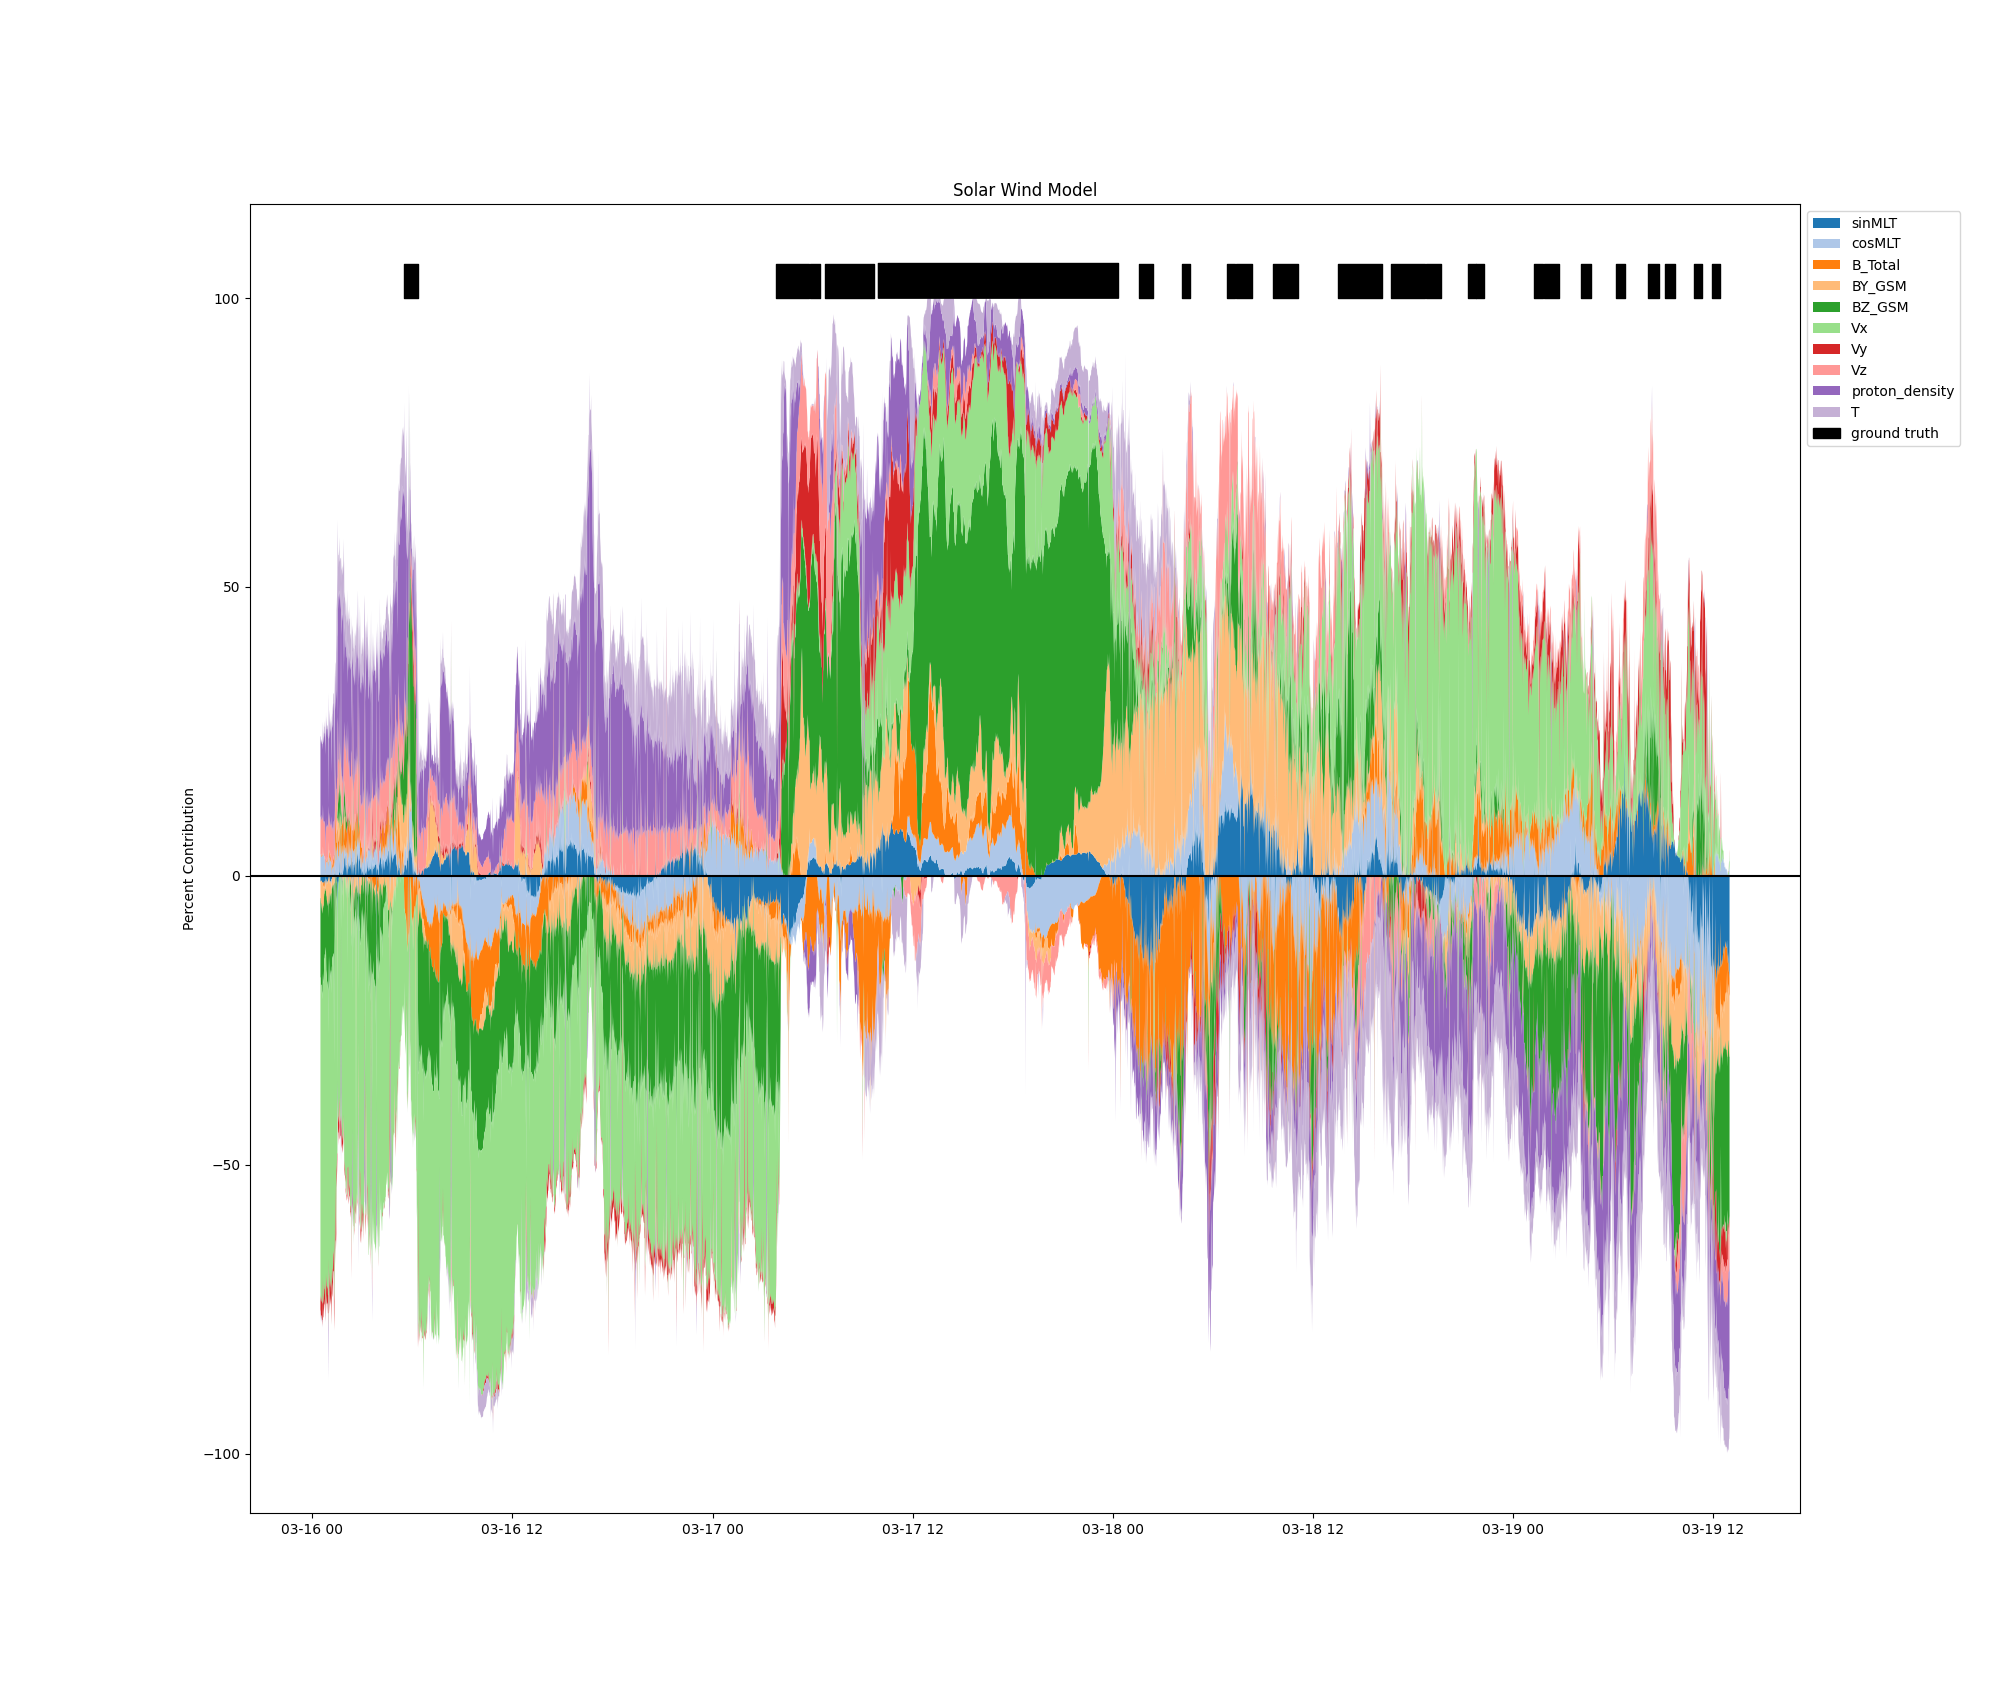 Solar Wind Model
sinMLT
cosMLT
B_Total
BY_GSM
BZ_GSM
Vx
Vy
Vz
proton_density
T
ground truth
100
50
0
−50
−100
Percent Contribution
03-16 00
03-16 12
03-17 00
03-17 12
03-18 00
03-18 12
03-19 00
03-19 12